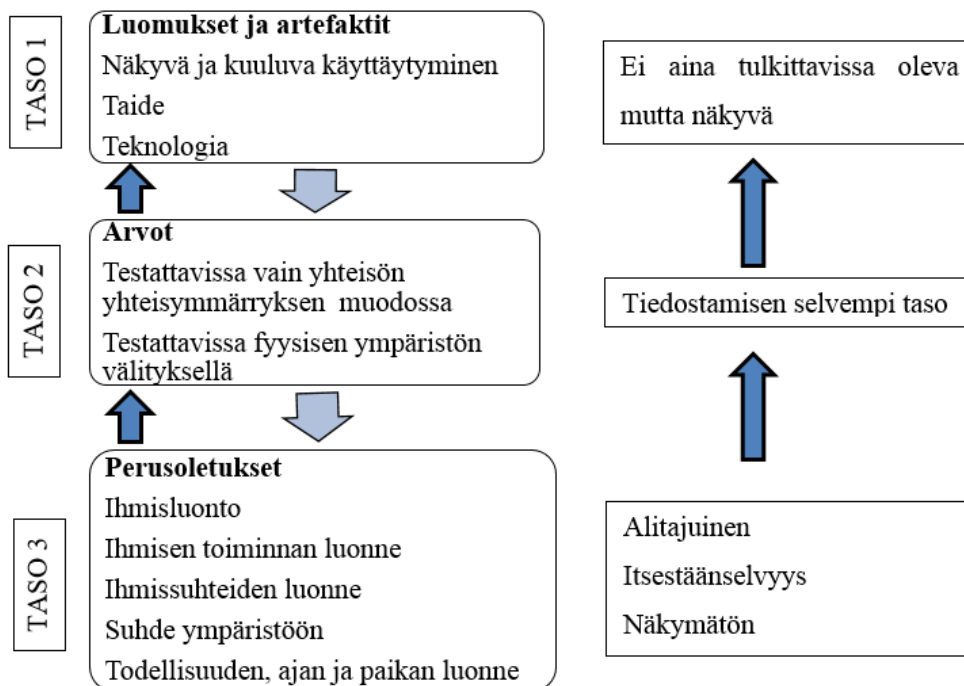 TASO 1
Luomukset ja artefaktit
Näkyvä ja kuuluva käyttäytyminen
Taide
Teknologia
Ei aina tulkittavissa oleva
mutta näkyvä
TASO 2
Arvot
Testattavissa vain yhteisön
yhteisymmärryksen muodossa
Testattavissa fyysisen ympäristön
välityksellä
Tiedostamisen selvempi taso
TASO 3
Perusoletukset
Ihmisluonto
Ihmisen toiminnan luonne
Ihmissuhteiden luonne
Suhde ympäristöön
Todellisuuden, ajan ja paikan luonne
Alitajuinen
Itsestäänselvyys
Näkymätön